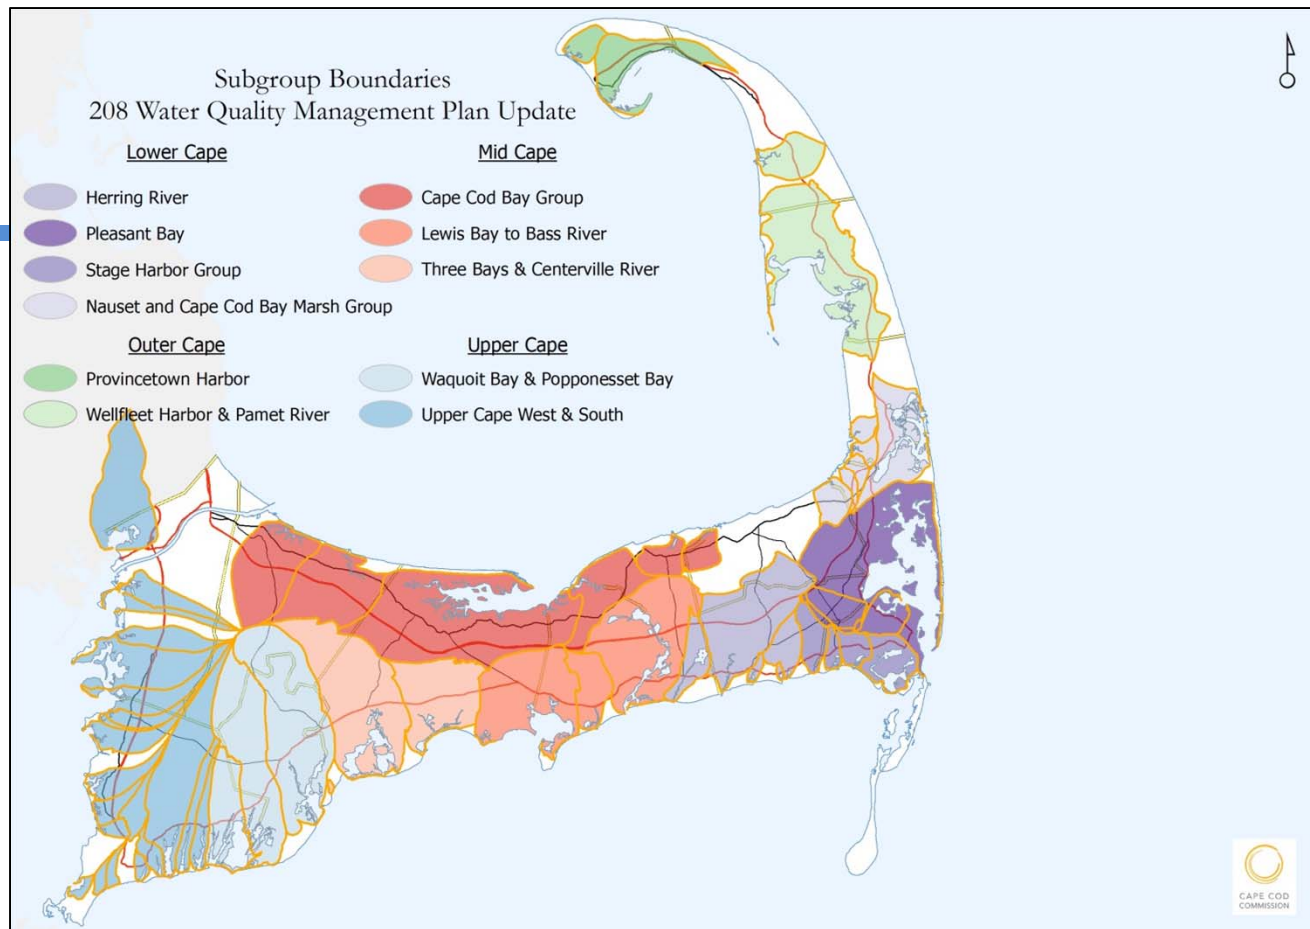 Subgroup Boundaries
208 Water Quality Management Plan Update
Lower Cape
Herring River
Pleasant Bay
Stage Harbor Group
Nauset and Cape Cod Bay Marsh Group
Mid Cape
Cape Cod Bay Group
Lewis Bay to Bass River
Three Bays & Centerville River
Outer Cape
Provincetown Harbor
Wellfleet Harbor & Pamet River
Upper Cape
Waquoit Bay & Popponesset Bay
Upper Cape West & South
CAPE COD
COMMISSION